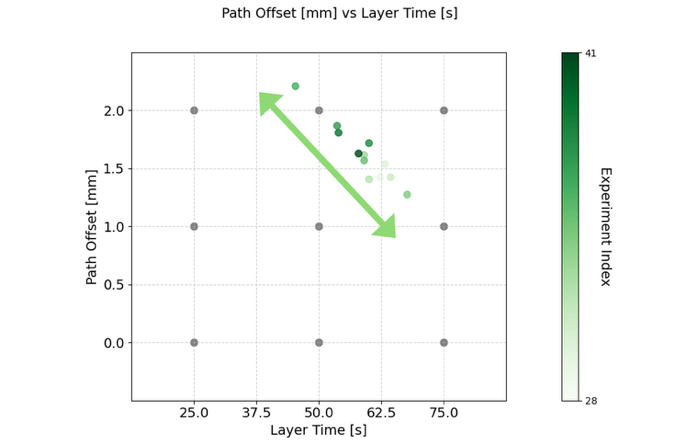 Path Offset [mm] vs Layer Time [s]
2.0
1.5
1.0
0.5
0.0
Path Offset [mm]
25.0 37.5 50.0 62.5 75.0
Layer Time [s]
41
28
Experiment Index